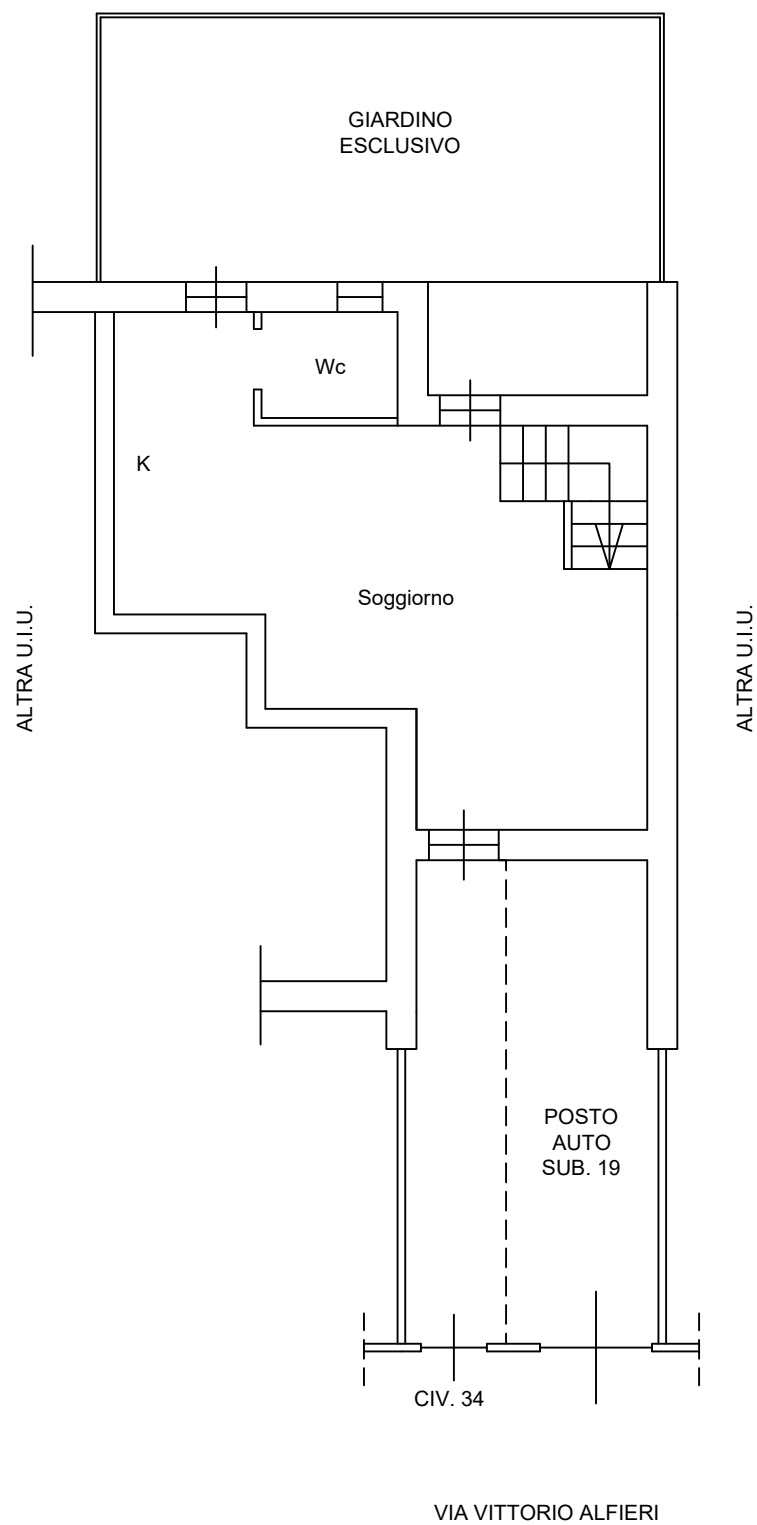 GIARDINO
ESCLUSIVO
Wc
K
Soggiorno
ALTRA U.I.U.
ALTRA U.I.U.
POSTO
AUTO
SUB. 19
CIV. 34
VIA VITTORIO ALFIERI